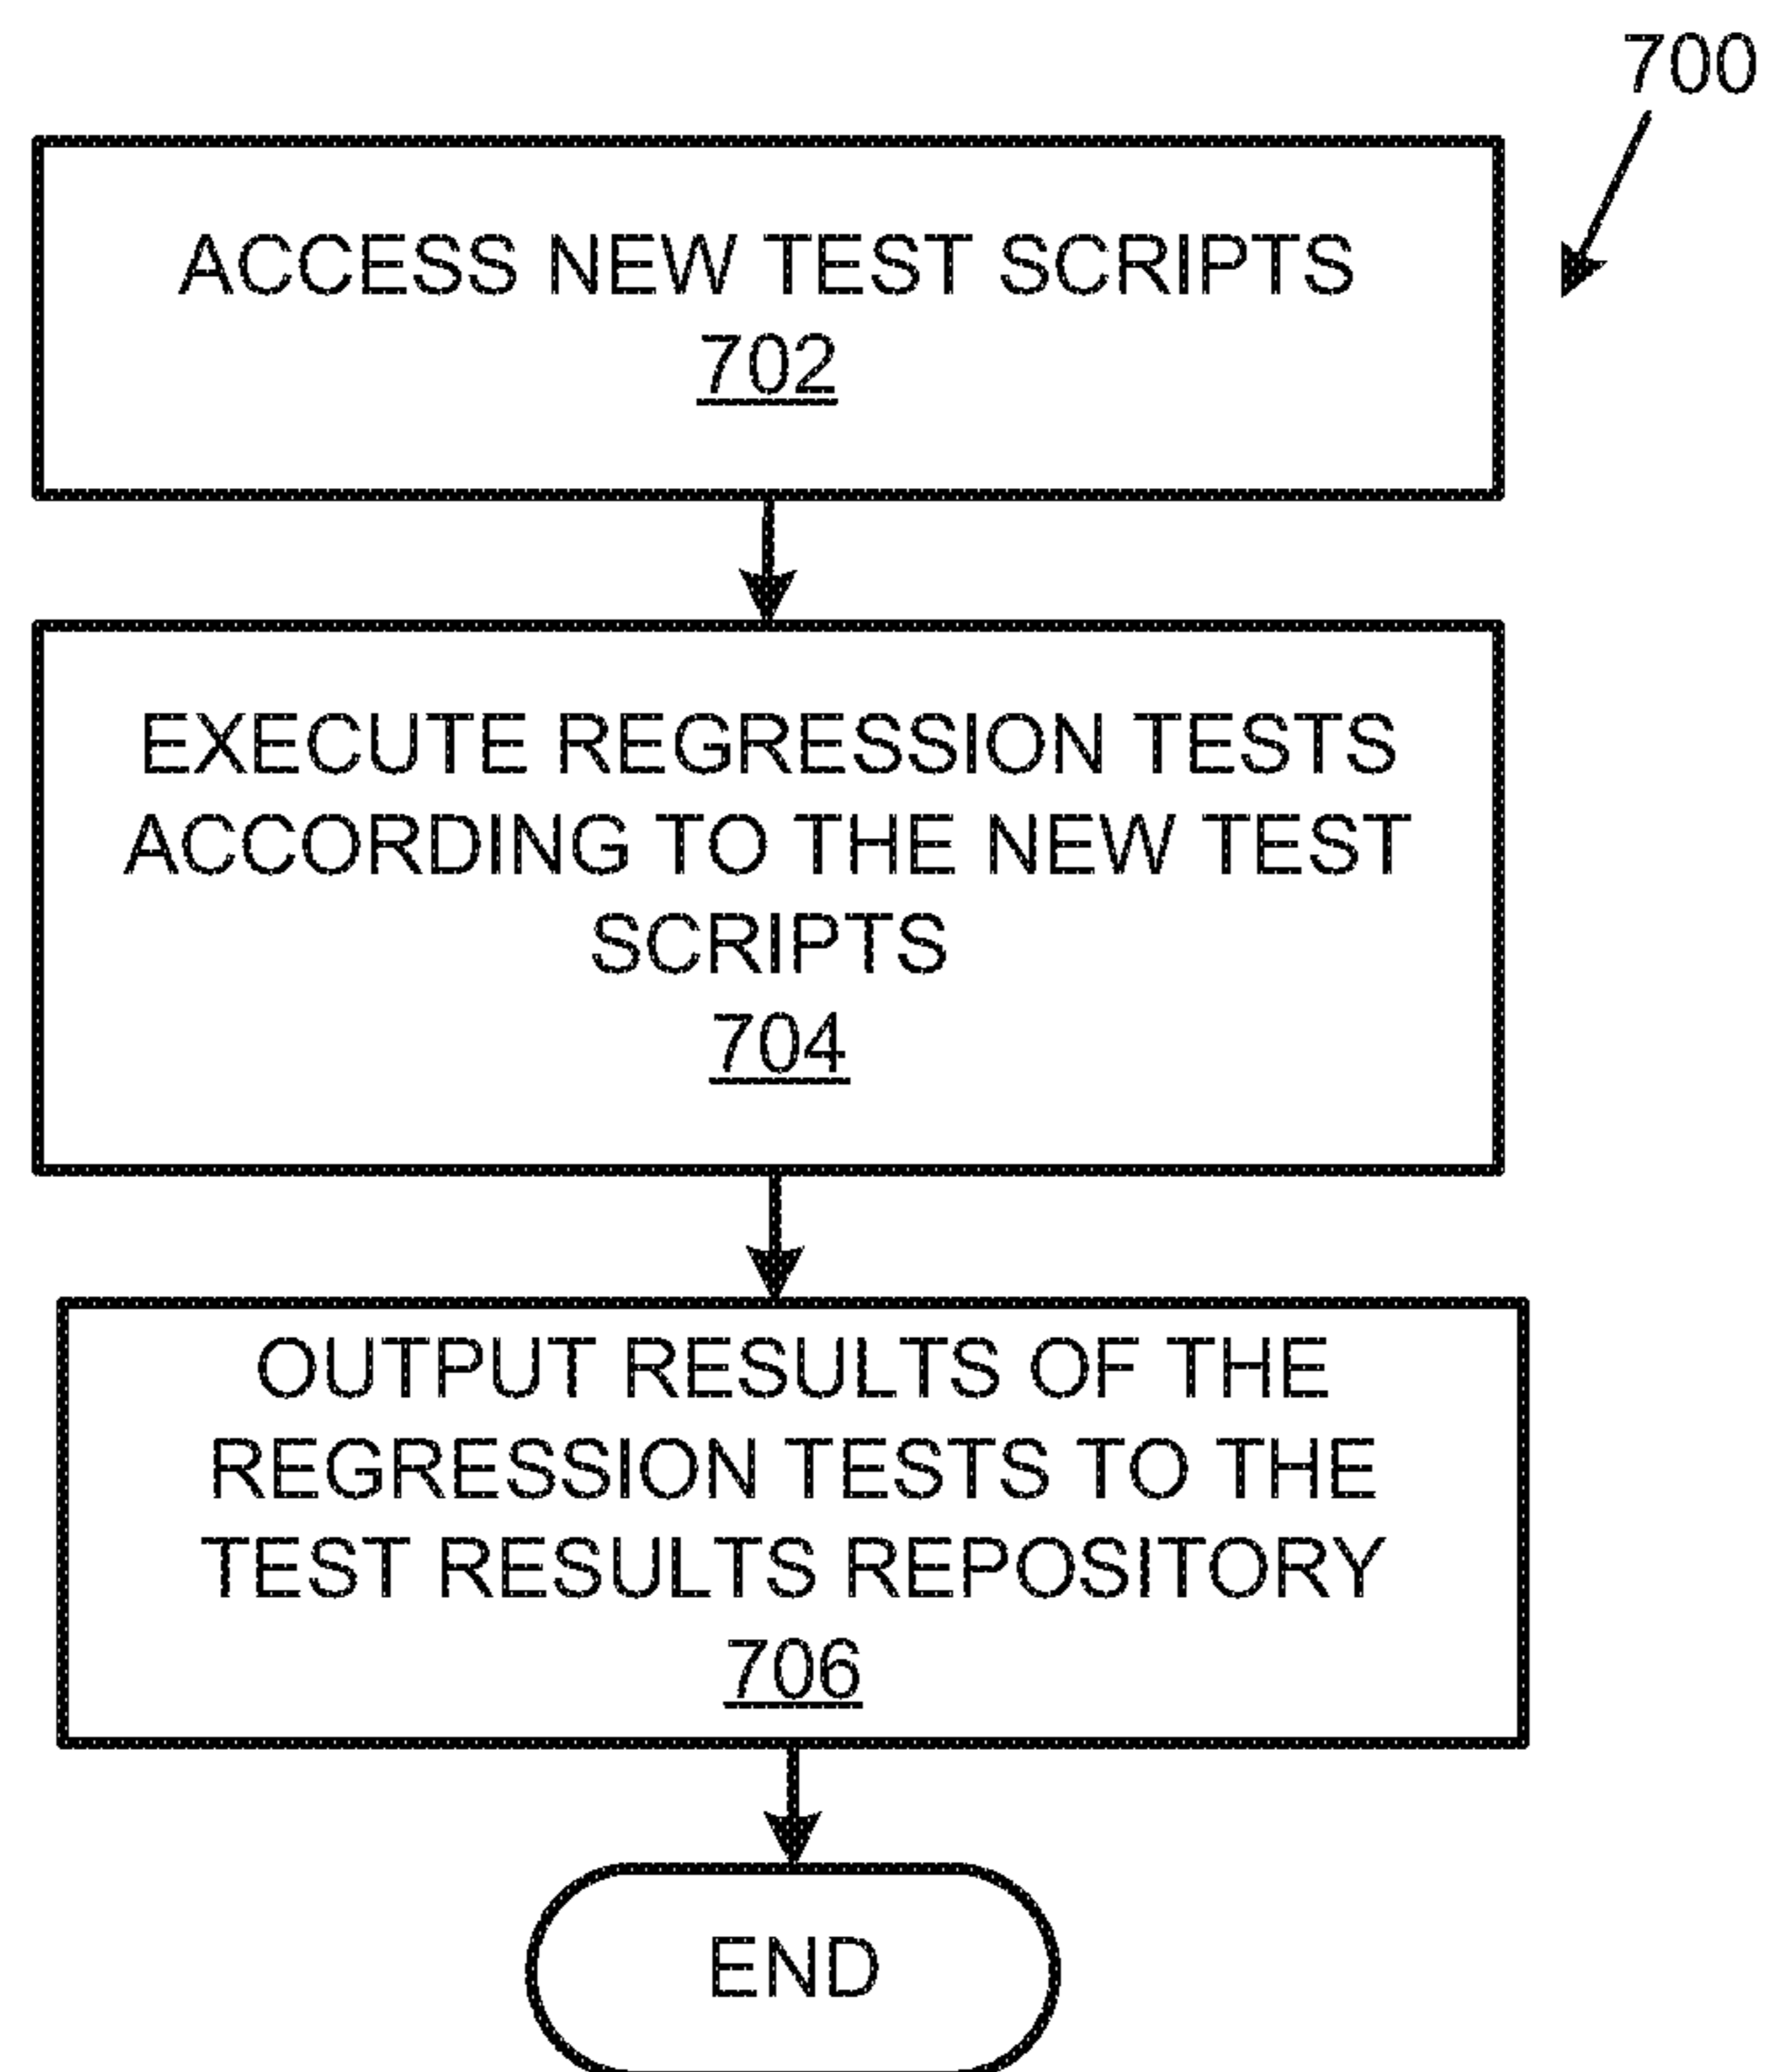 700
ACCESS NEW TEST SCRIPTS
702
EXECUTE REGRESSION TESTS
ACCORDING TO THE NEW TEST
SCRIPTS
704
OUTPUT RESULTS OF THE
REGRESSION TESTS TO THE
TEST RESULTS REPOSITORY
706
END